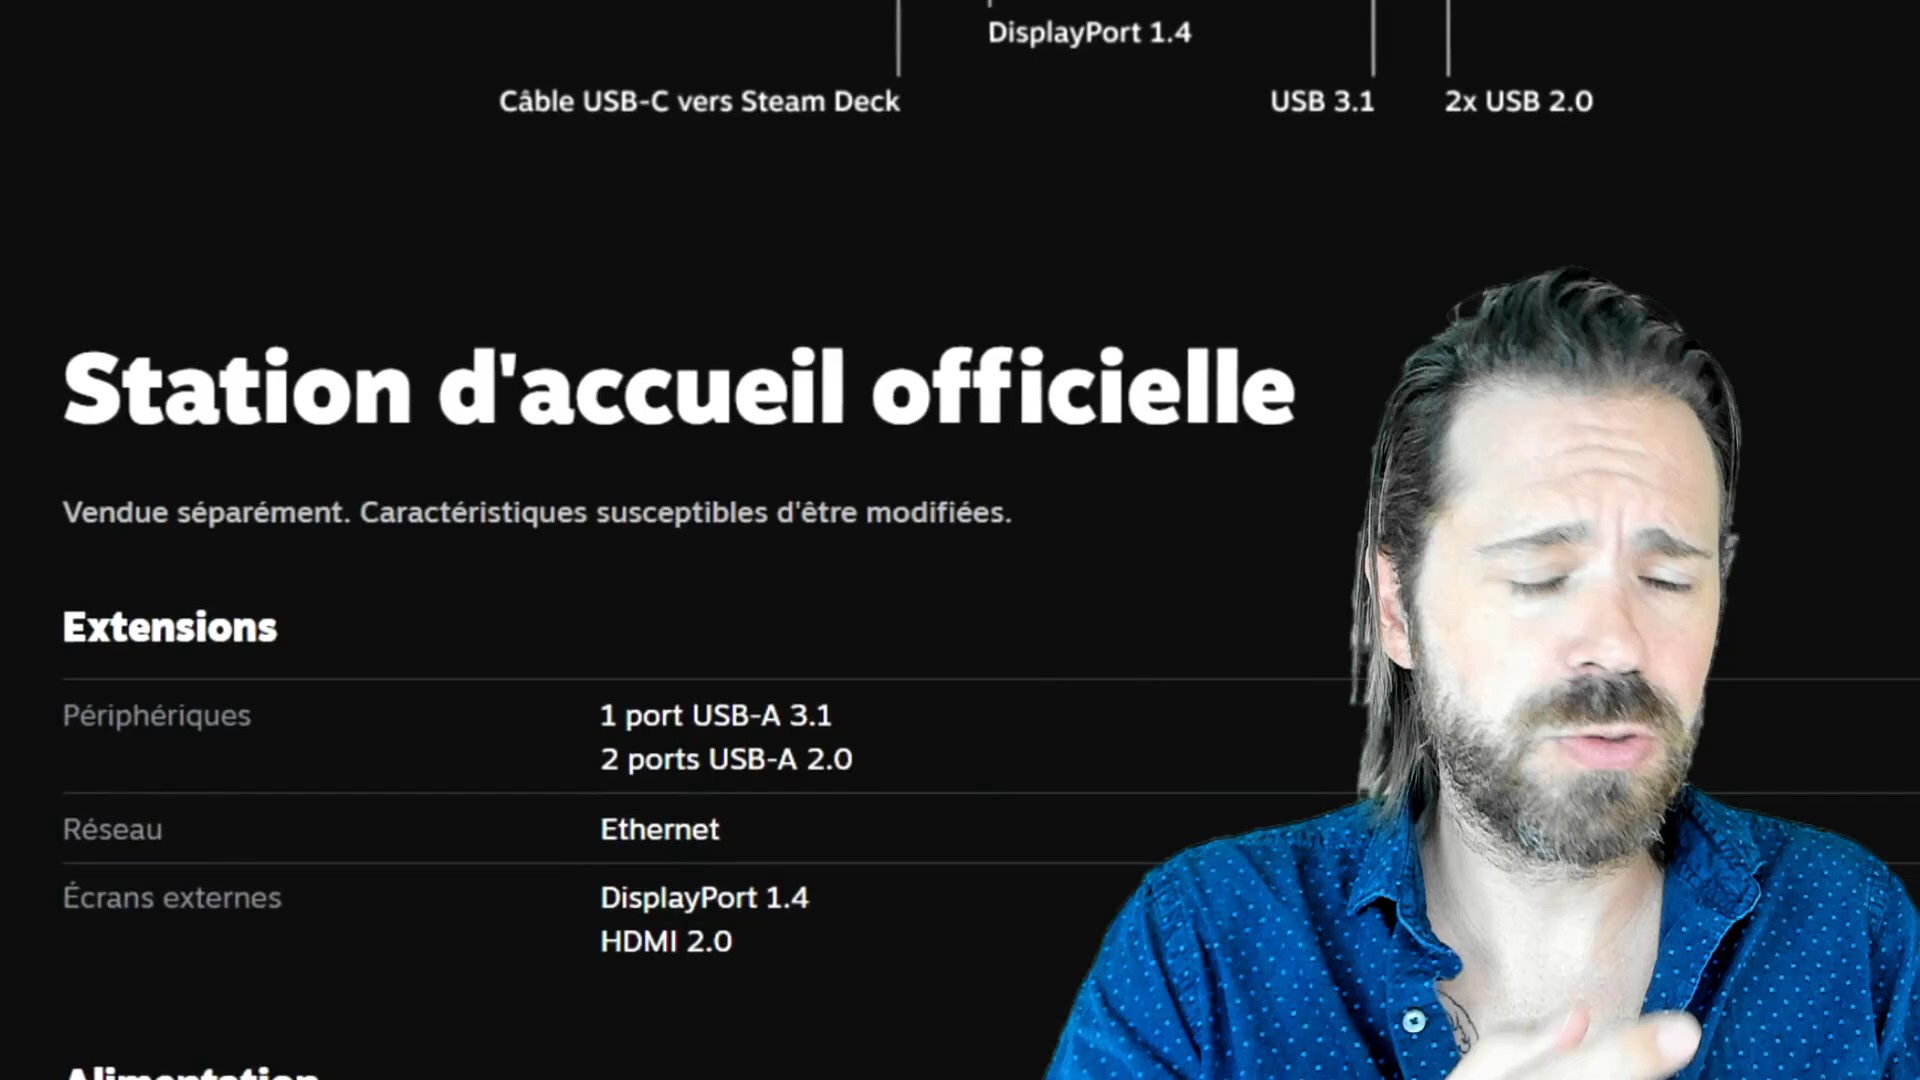 DisplayPort 1.4
Câble USB-C vers Steam Deck
USB 3.1
2x USB 2.0
Station d'accueil officielle
Vendue séparément. Caractéristiques susceptibles d'être modifiées.
Extensions
Périphériques
1 port USB-A 3.1
2 ports USB-A 2.0
Réseau
Ethernet
Écrans externes
DisplayPort 1.4
HDMI 2.0
Alimentation